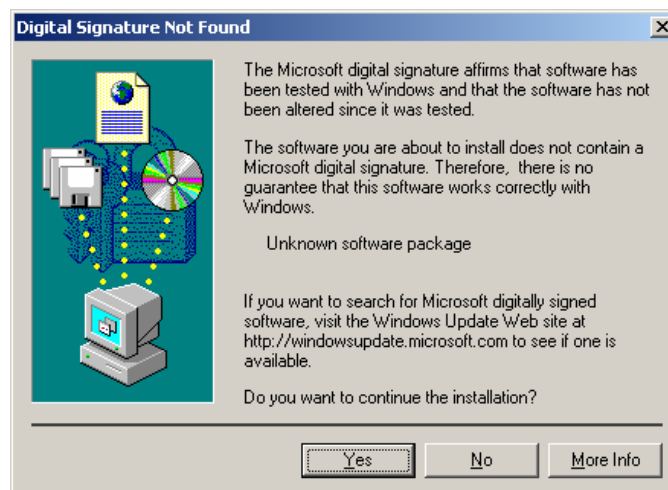 Digital Signature Not Found
The Microsoft digital signature affirms that software has
been tested with Windows and that the software has not
been altered since it was tested.
The software you are about to install does not contain a
Microsoft digital signature. Therefore, there is no
guarantee that this software works correctly with
Windows.
Unknown software package
If you want to search for Microsoft digitally signed
software, visit the Windows Update Web site at
http://windowsupdate.microsoft.com to see if one is
available.
Do you want to continue the installation?
Yes
No
More Info